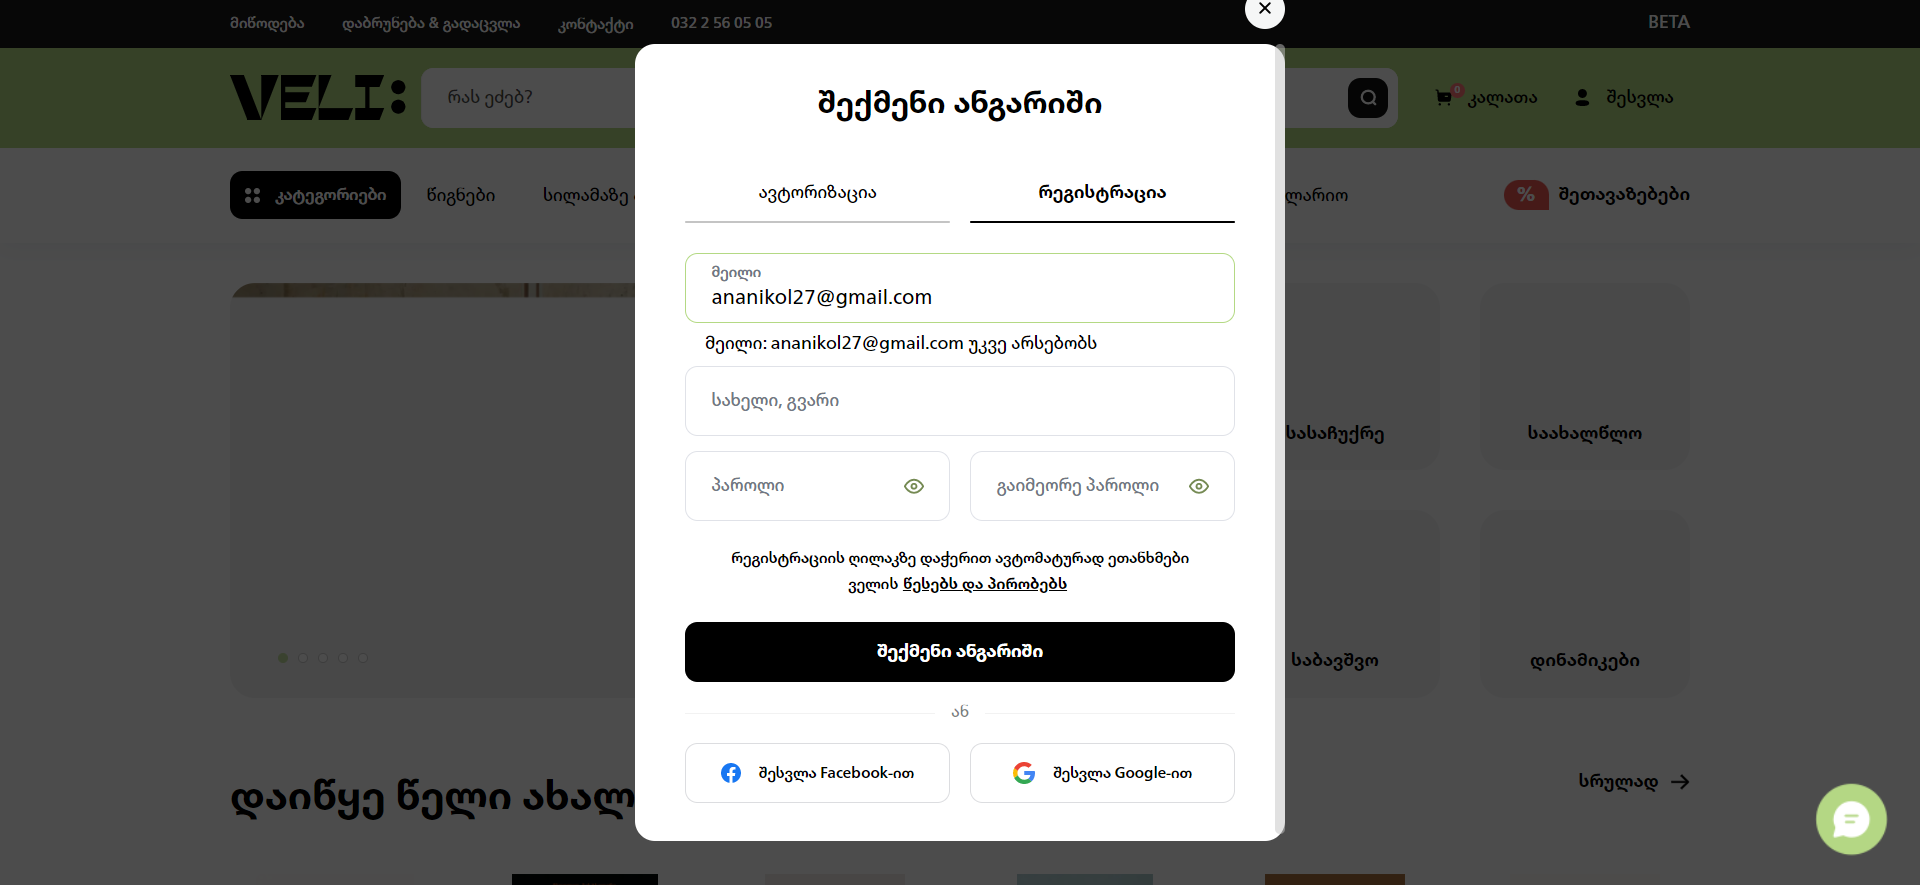 მიწოდება
დაბრუნება & გადაცვლა
კონტაქტი
032 2 56 05 05
BETA
VELI:
რას ეძებ?
0
კალათა
შესვლა
კატეგორიები
წიგნები
სილამაზე
%
შეთავაზებები
შექმენი ანგარიში
ავტორიზაცია
რეგისტრაცია
მეილი
ananikol27@gmail.com
მეილი: ananikol27@gmail.com უკვე არსებობს
სახელი, გვარი
პაროლი
გაიმეორე პაროლი
რეგისტრაციის ღილაკზე დაჭერით ავტომატურად ეთანხმები
ველის წესებს და პირობებს
შექმენი ანგარიში
ან
შესვლა Facebook-ით
შესვლა Google-ით
სასაჩუქრე
საახალწლო
საბავშვო
დინამიკები
დაიწყე წელი ახალ
სრულად